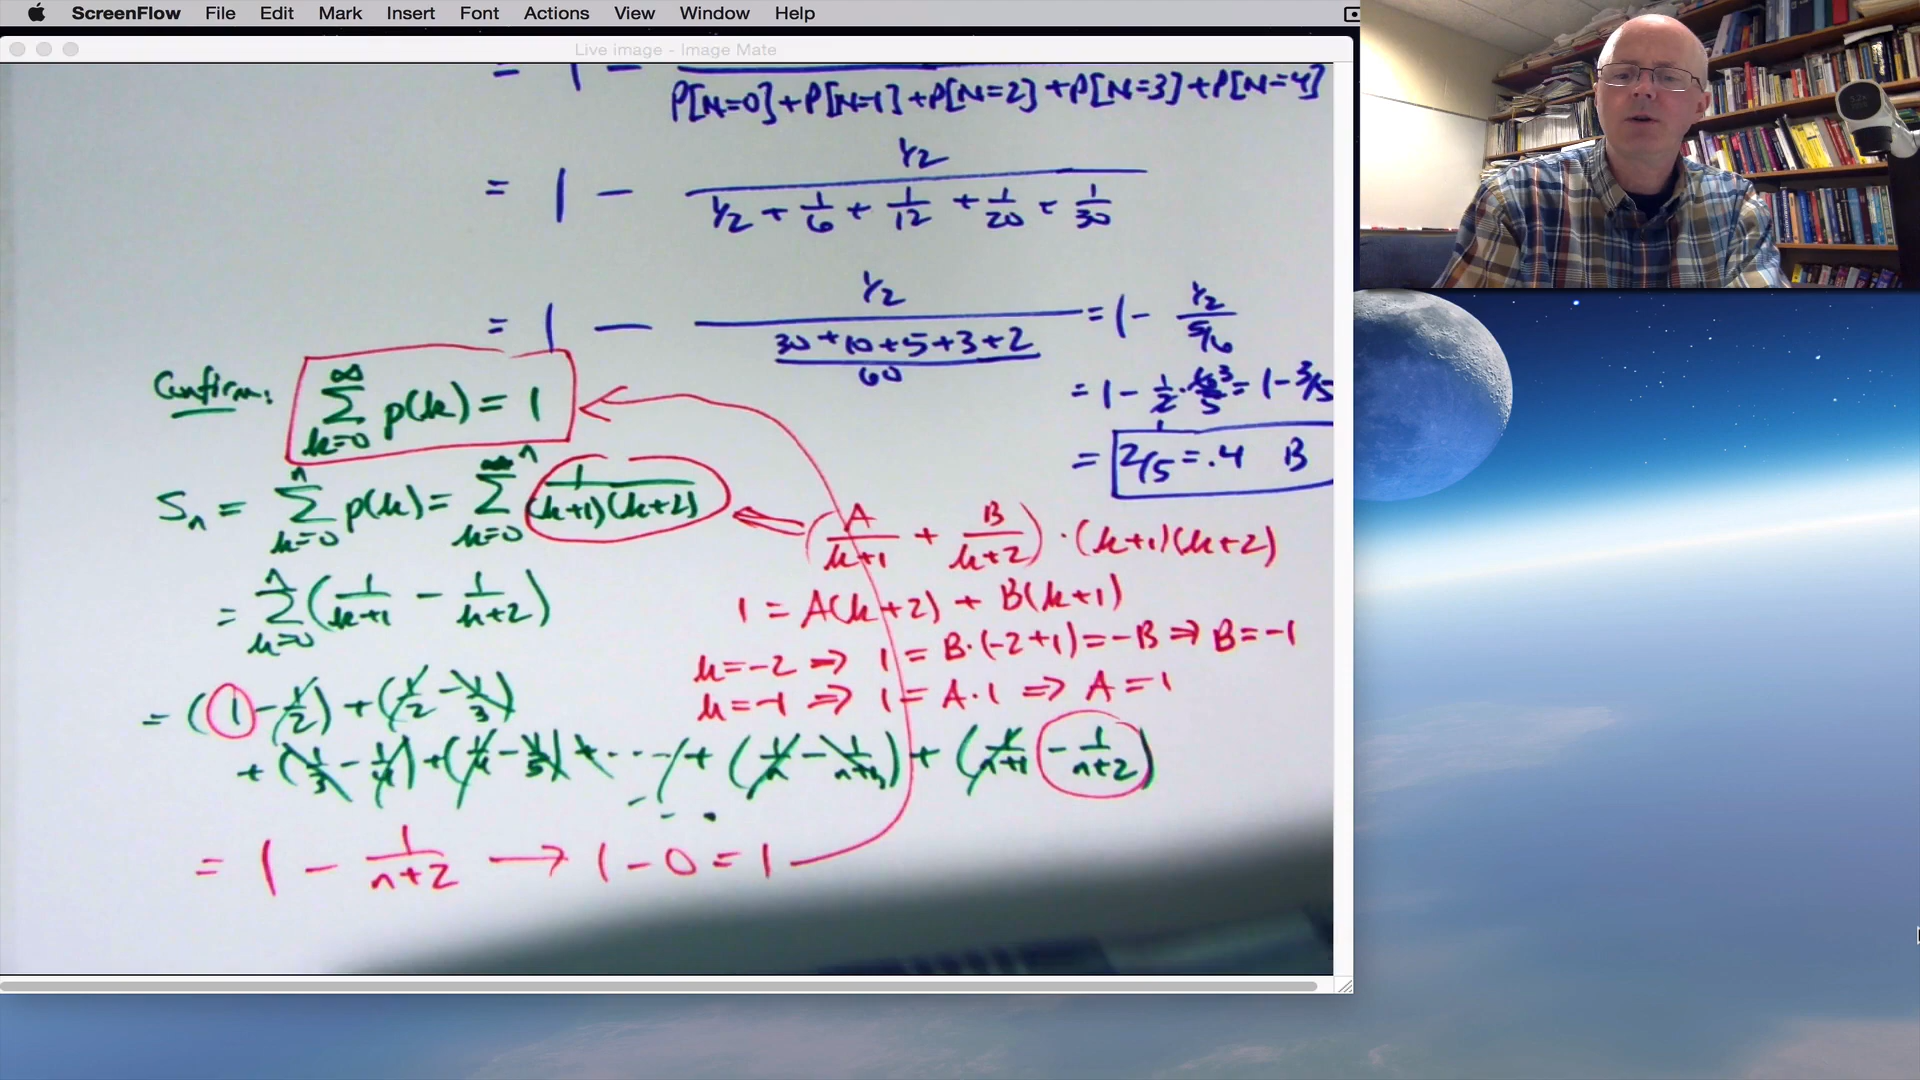 ScreenFlow File Edit Mark Insert Font Actions View Window Help
Live image - Image Mate
= 1 -
P[N=0]+P[N=1]+P[N=2]+P[N=3]+P[N=4]
= 1 - ½ / (½ + 1/6 + 1/12 + 1/20 + 1/30)
= 1 - ½ / ((30+10+5+3+2)/60) = 1 - ½ / (5/6)
= 1 - 3/5
= 2/5 = .4 B
Confirm: ∑_{k=0}^{∞} p(k) = 1
S_n = ∑_{k=0}^{n} p(k) = ∑_{k=0}^{n} 1/((k+1)(k+2))
(A/(k+1) + B/(k+2)) · (k+1)(k+2)
= ∑_{k=0}^{n} (1/(k+1) - 1/(k+2))
1 = A(k+2) + B(k+1)
k=-2 ⇒ 1 = B·(-2+1) = -B ⇒ B=-1
k=-1 ⇒ 1 = A·1 ⇒ A=1
= (1 - 1/2) + (1/2 - 1/3)
+ (1/3 - 1/4) + (1/4 - 1/5) + ··· + (1/n - 1/(n+1)) + (1/(n+1) - 1/(n+2))
= 1 - 1/(n+2) → 1 - 0 = 1